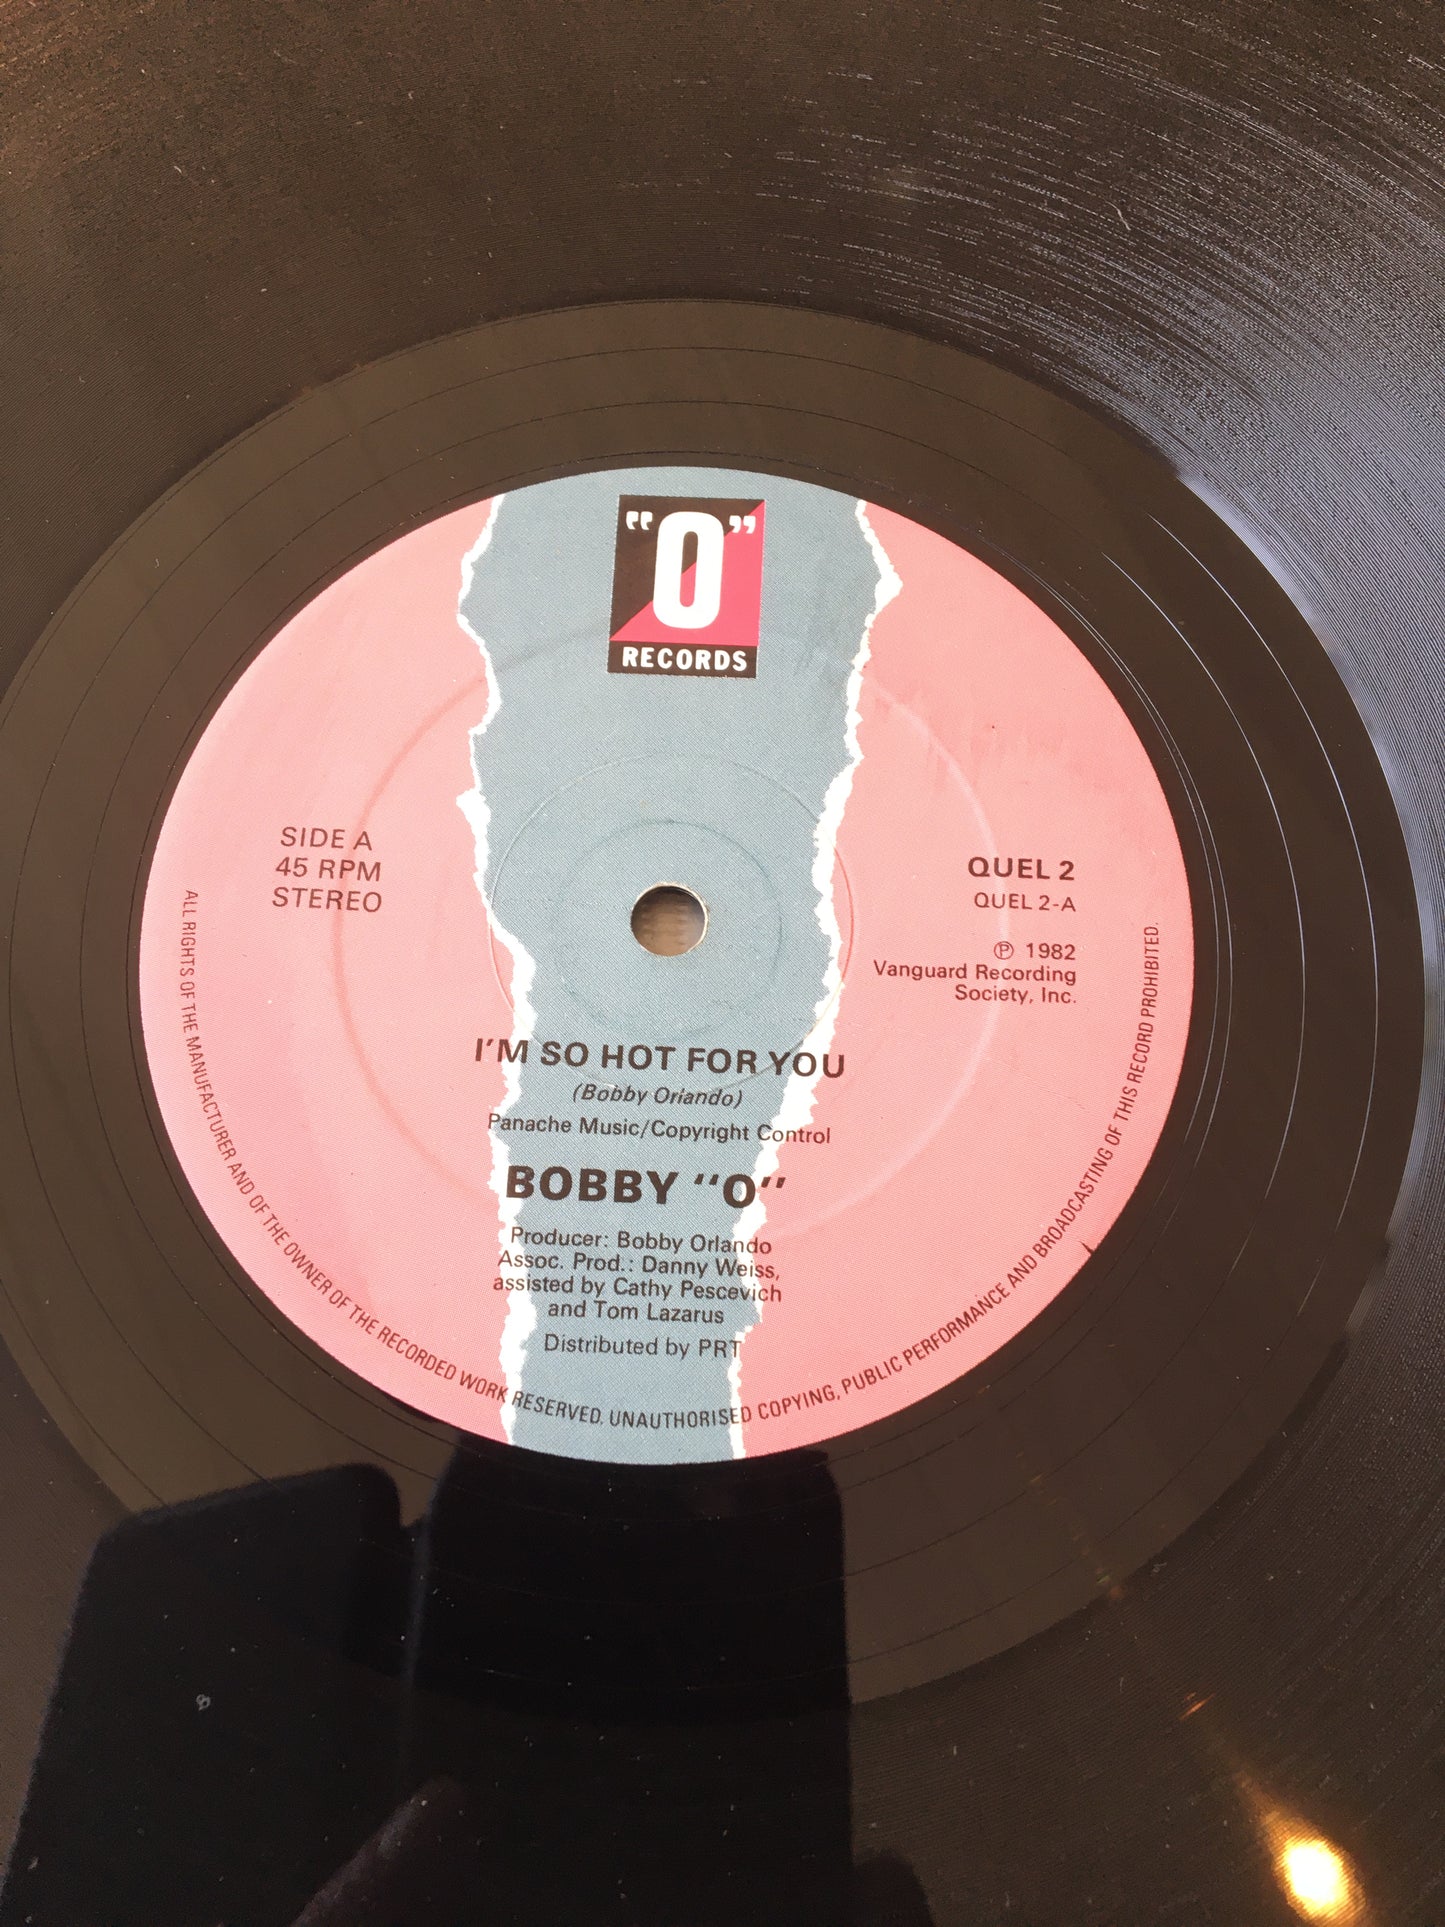 "O"
RECORDS
SIDE A
45 RPM
STEREO
QUEL 2
QUEL 2-A
℗ 1982
Vanguard Recording
Society, Inc.
I'M SO HOT FOR YOU
(Bobby Orlando)
Panache Music/Copyright Control
BOBBY "O"
Producer: Bobby Orlando
Assoc. Prod.: Danny Weiss,
assisted by Cathy Pescevich
and Tom Lazarus
Distributed by PRT
ALL RIGHTS OF THE MANUFACTURER AND OF THE OWNER OF THE RECORDED WORK RESERVED. UNAUTHORISED COPYING, PUBLIC PERFORMANCE AND BROADCASTING OF THIS RECORD PROHIBITED.